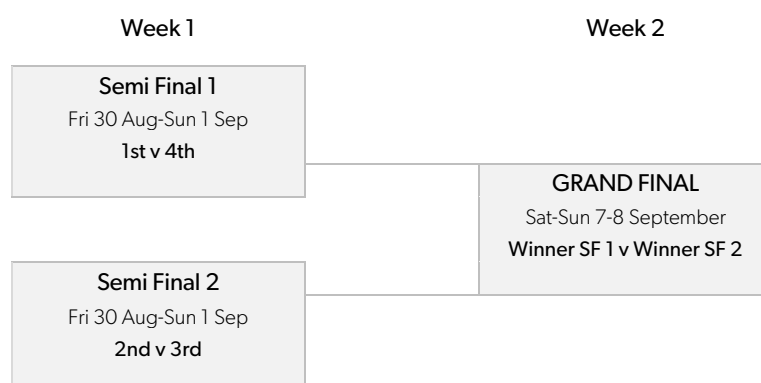 Week 1
Week 2
Semi Final 1
Fri 30 Aug-Sun 1 Sep
1st v 4th
GRAND FINAL
Sat-Sun 7-8 September
Winner SF 1 v Winner SF 2
Semi Final 2
Fri 30 Aug-Sun 1 Sep
2nd v 3rd